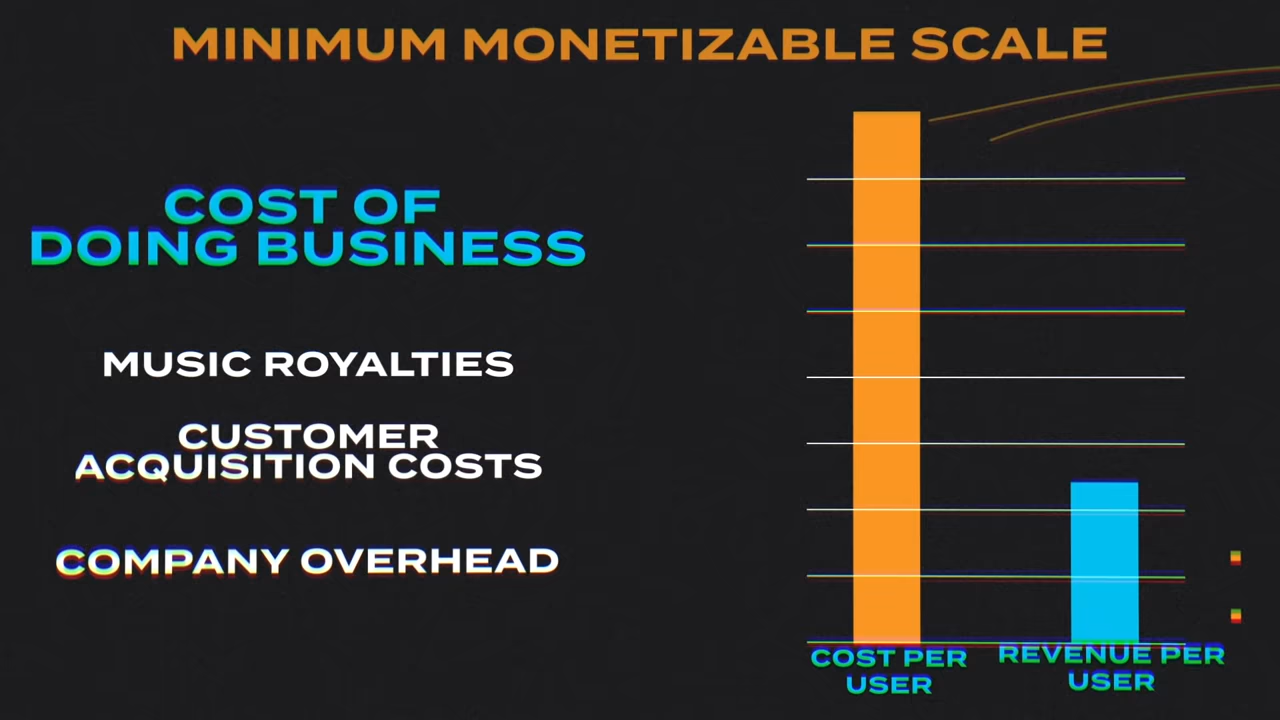 MINIMUM MONETIZABLE SCALE
COST OF
DOING BUSINESS
MUSIC ROYALTIES
CUSTOMER
ACQUISITION COSTS
COMPANY OVERHEAD
COST PER
USER
REVENUE PER
USER